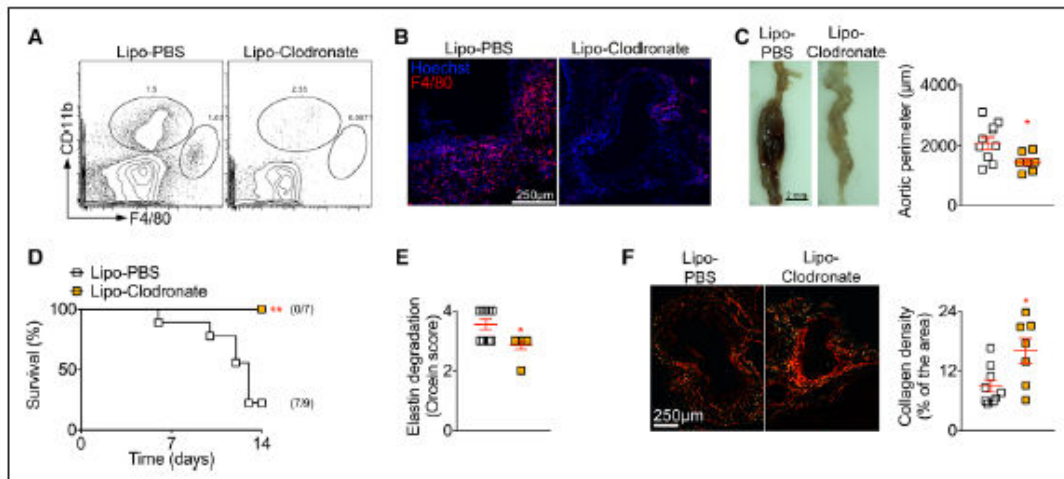 A
Lipo-PBS
Lipo-Clodronate
CD11b
F4/80
B
Lipo-PBS
Lipo-Clodronate
Hoechst
F4/80
250µm
C
Lipo-
PBS
Lipo-
Clodronate
Aortic perimeter (µm)
4000
2000
0
*
D
Lipo-PBS
Lipo-Clodronate
Survival (%)
100
50
0
0
7
14
Time (days)
**
(0/7)
(7/9)
E
Elastin degradation
(Orcein score)
4
2
0
*
F
Lipo-
PBS
Lipo-
Clodronate
250µm
Collagen density
(% of the area)
24
12
0
*